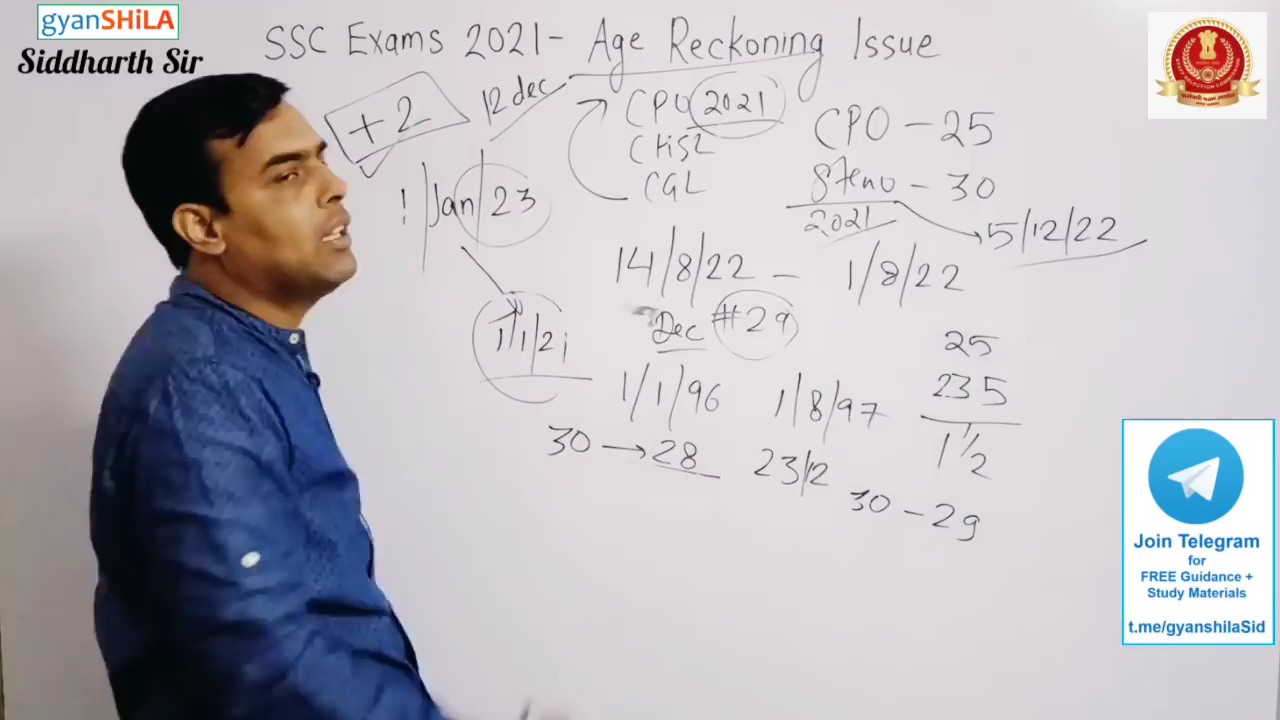 gyanSHiLA
Siddharth Sir
SSC Exams 2021 - Age Reckoning Issue
+2
12 dec
CPO 2021
CHSL
CGL
CPO - 25
Steno - 30
2021
5/12/22
1/Jan/23
14/8/22 - 1/8/22
1/1/21
Dec #29
25
23.5
1 1/2
1/1/96
1/8/97
30 → 28
23/2
30 - 29
Join Telegram
for
FREE Guidance +
Study Materials
t.me/gyanshilaSid